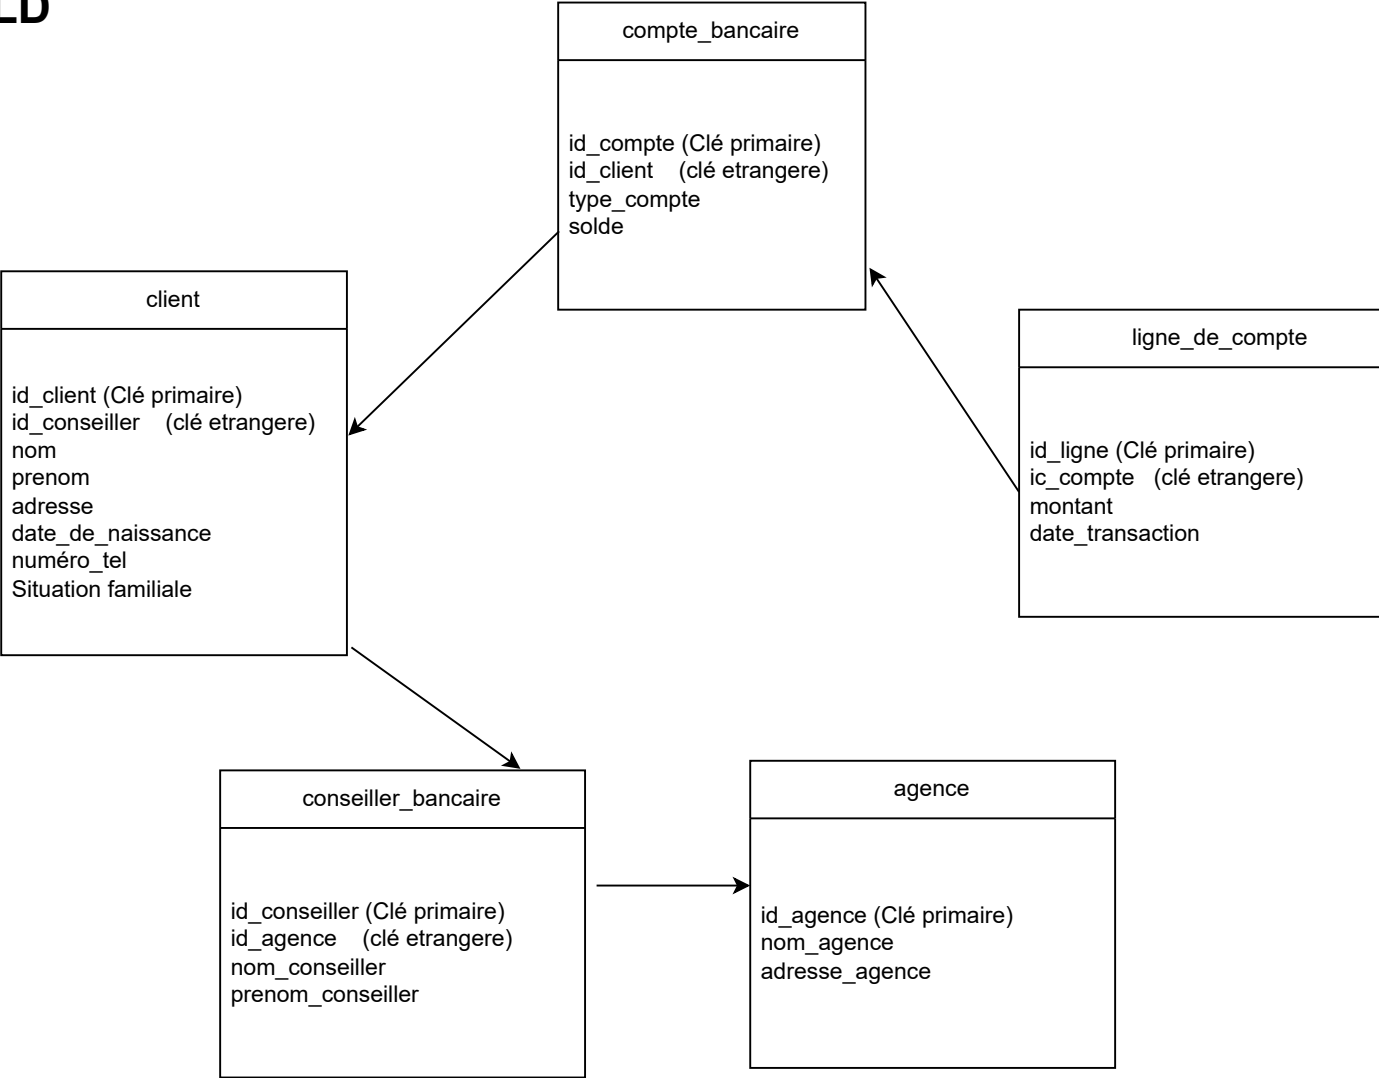 LD
compte_bancaire
id_compte (Clé primaire)
id_client (clé etrangere)
type_compte
solde
client
id_client (Clé primaire)
id_conseiller (clé etrangere)
nom
prenom
adresse
date_de_naissance
numéro_tel
Situation familiale
ligne_de_compte
id_ligne (Clé primaire)
ic_compte (clé etrangere)
montant
date_transaction
conseiller_bancaire
id_conseiller (Clé primaire)
id_agence (clé etrangere)
nom_conseiller
prenom_conseiller
agence
id_agence (Clé primaire)
nom_agence
adresse_agence